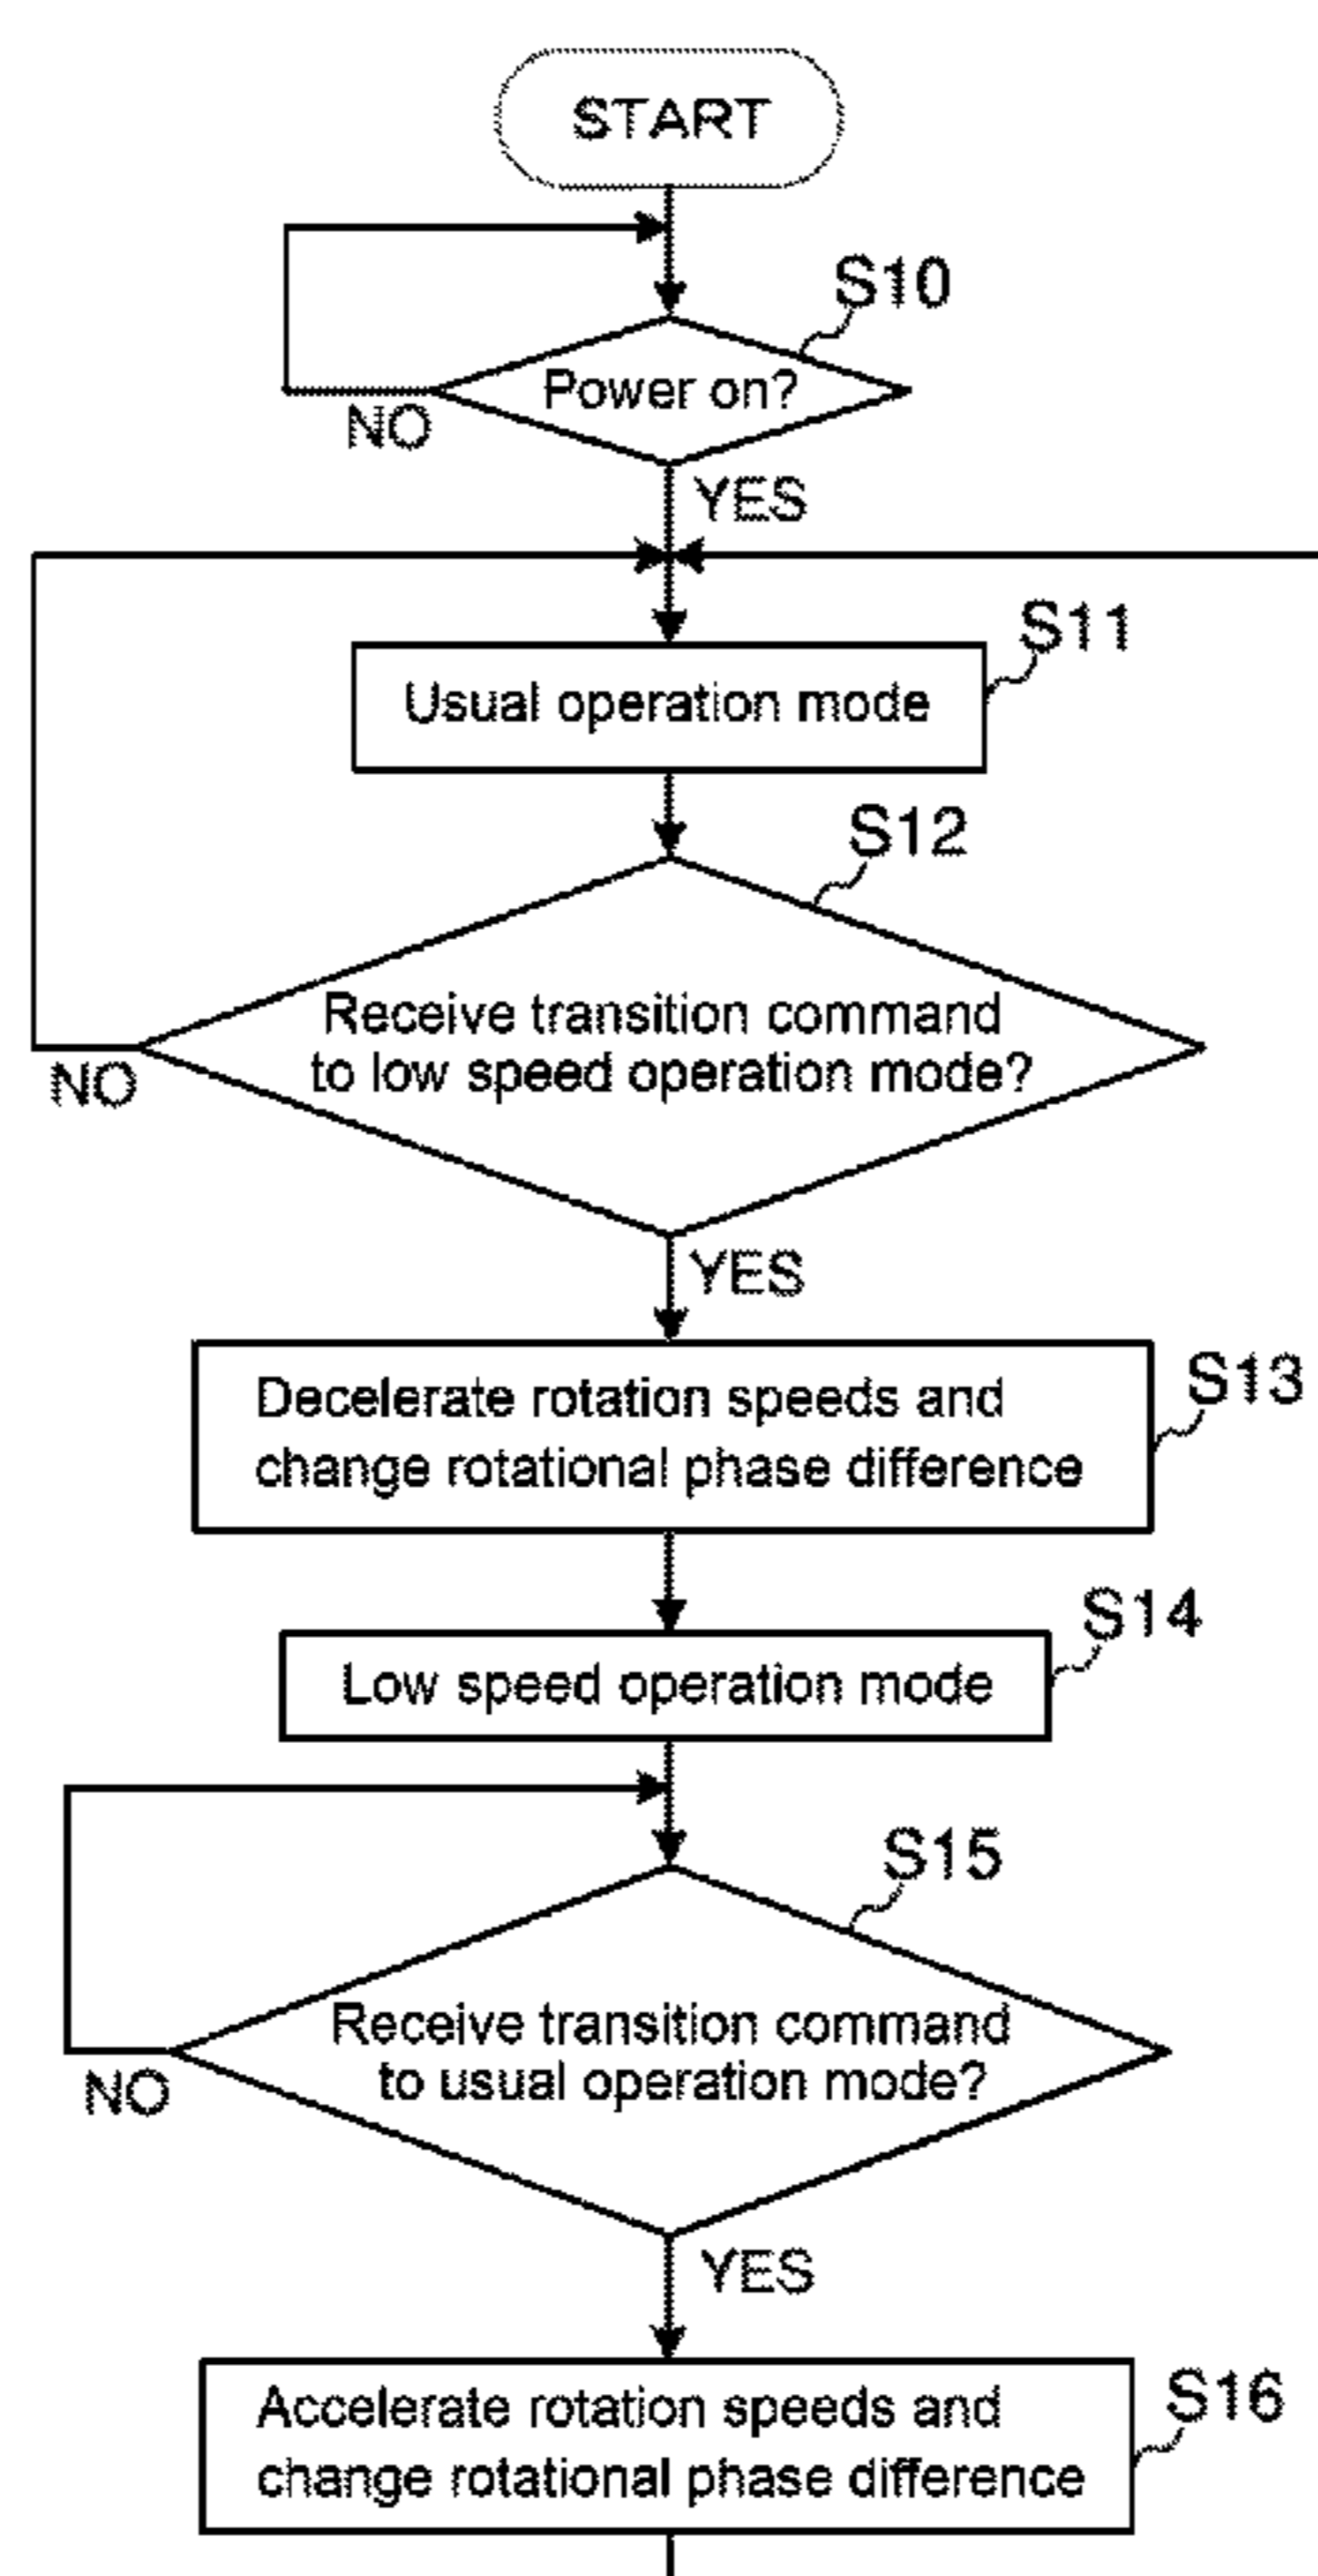 START
S10
Power on?
NO
YES
S11
Usual operation mode
S12
Receive transition command
to low speed operation mode?
NO
YES
S13
Decelerate rotation speeds and
change rotational phase difference
S14
Low speed operation mode
S15
Receive transition command
to usual operation mode?
NO
YES
S16
Accelerate rotation speeds and
change rotational phase difference